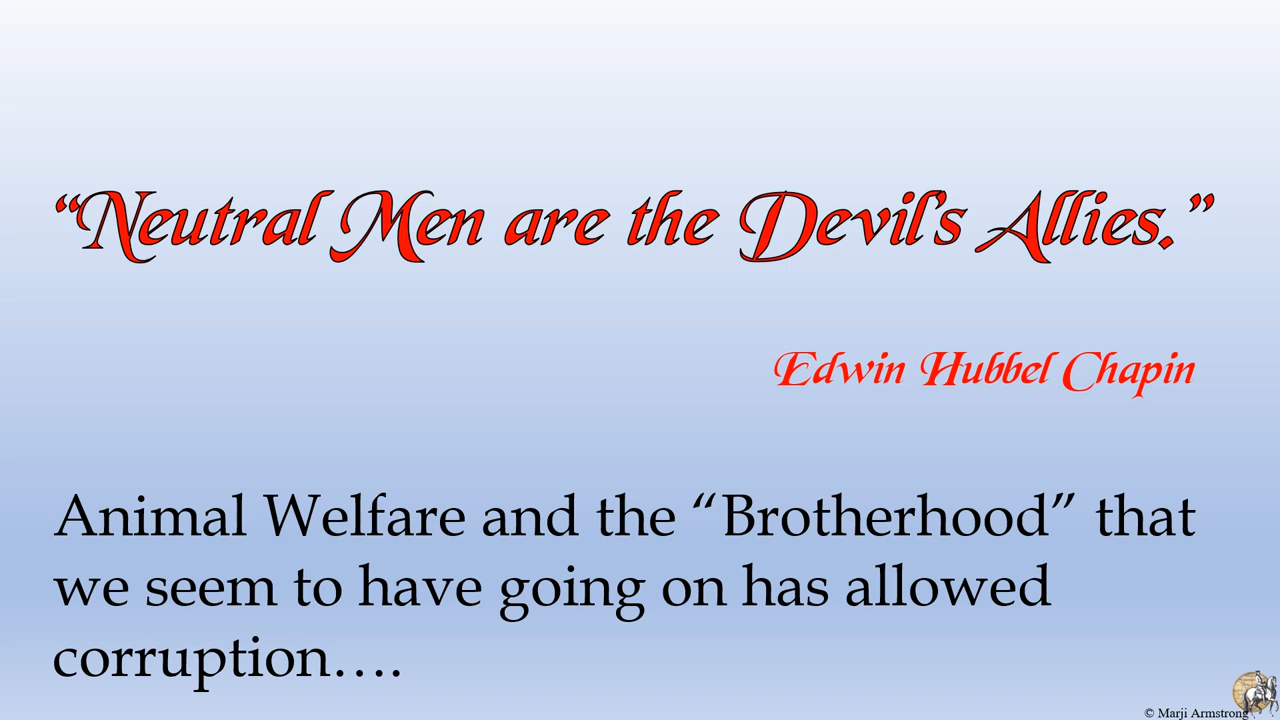 “Neutral Men are the Devil’s Allies.”
Edwin Hubbel Chapin
Animal Welfare and the “Brotherhood” that
we seem to have going on has allowed
corruption….
© Marji Armstrong